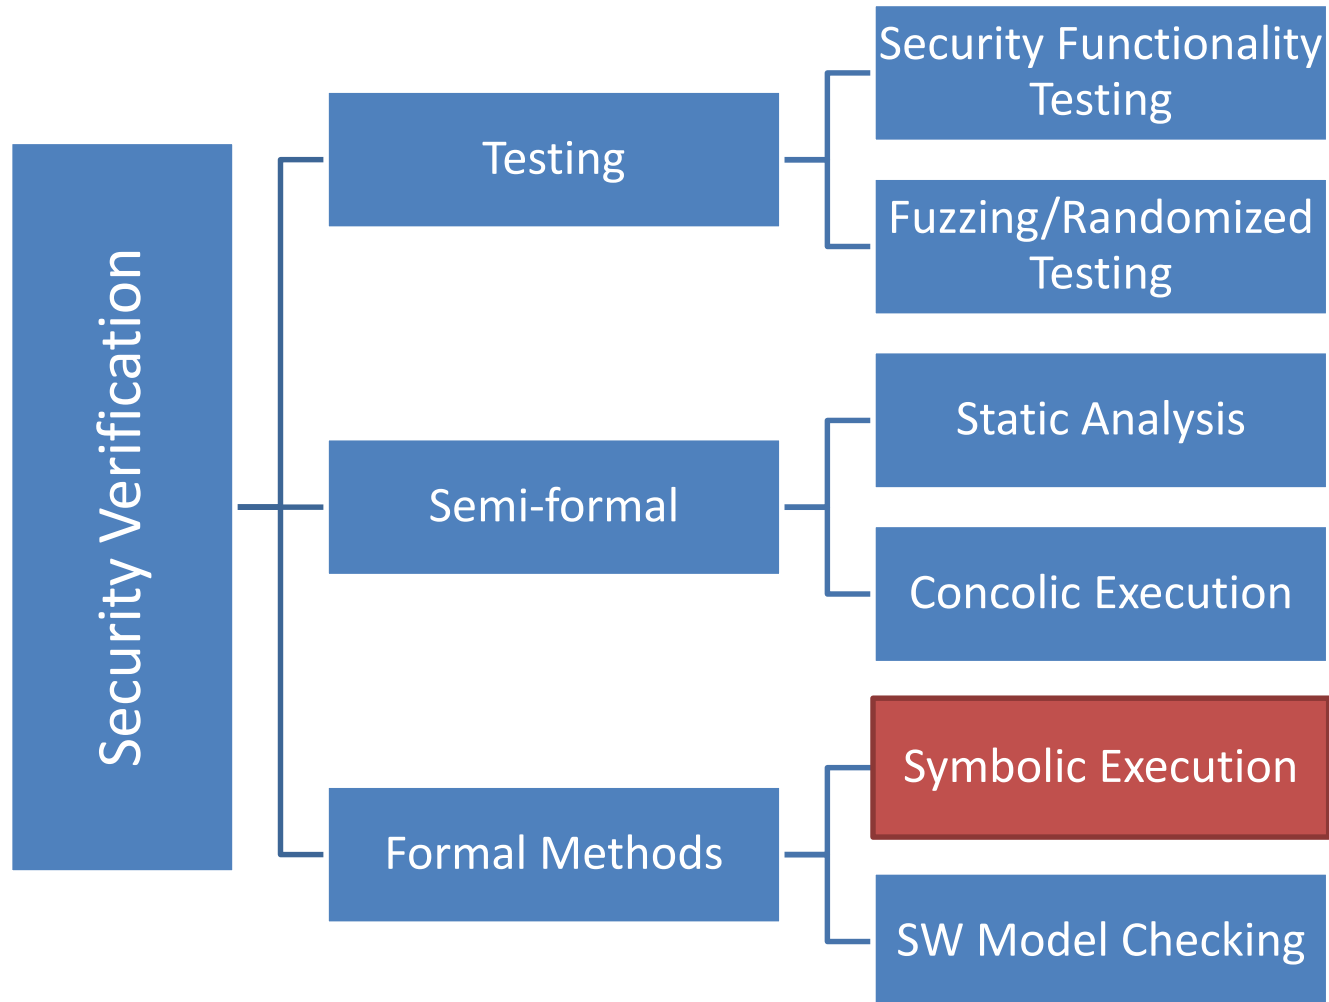 Security Verification
Testing
Security Functionality
Testing
Fuzzing/Randomized
Testing
Semi-formal
Static Analysis
Concolic Execution
Formal Methods
Symbolic Execution
SW Model Checking